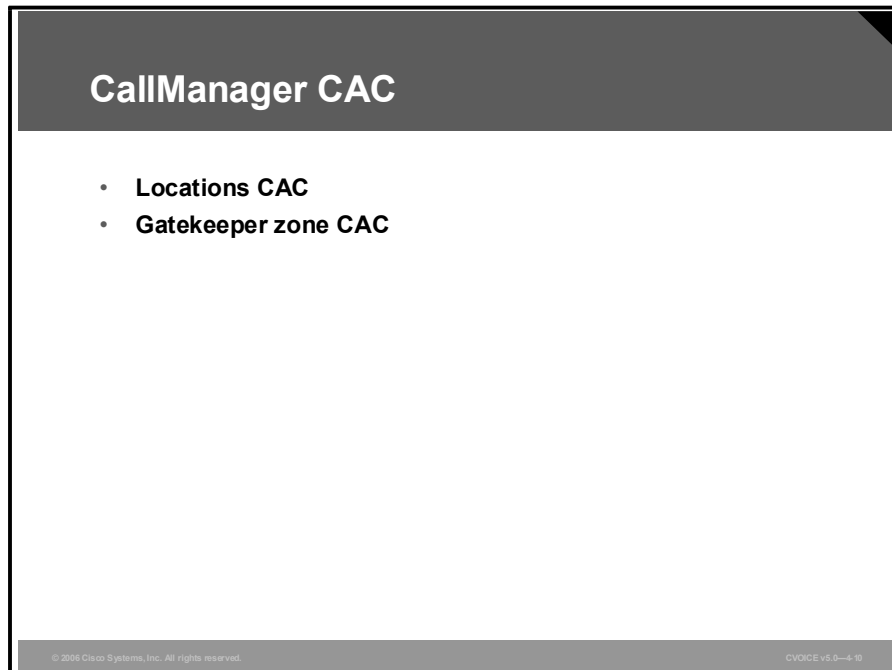 CallManager CAC
• Locations CAC
• Gatekeeper zone CAC
© 2006 Cisco Systems, Inc. All rights reserved.
CVOICE v5.0—4-10